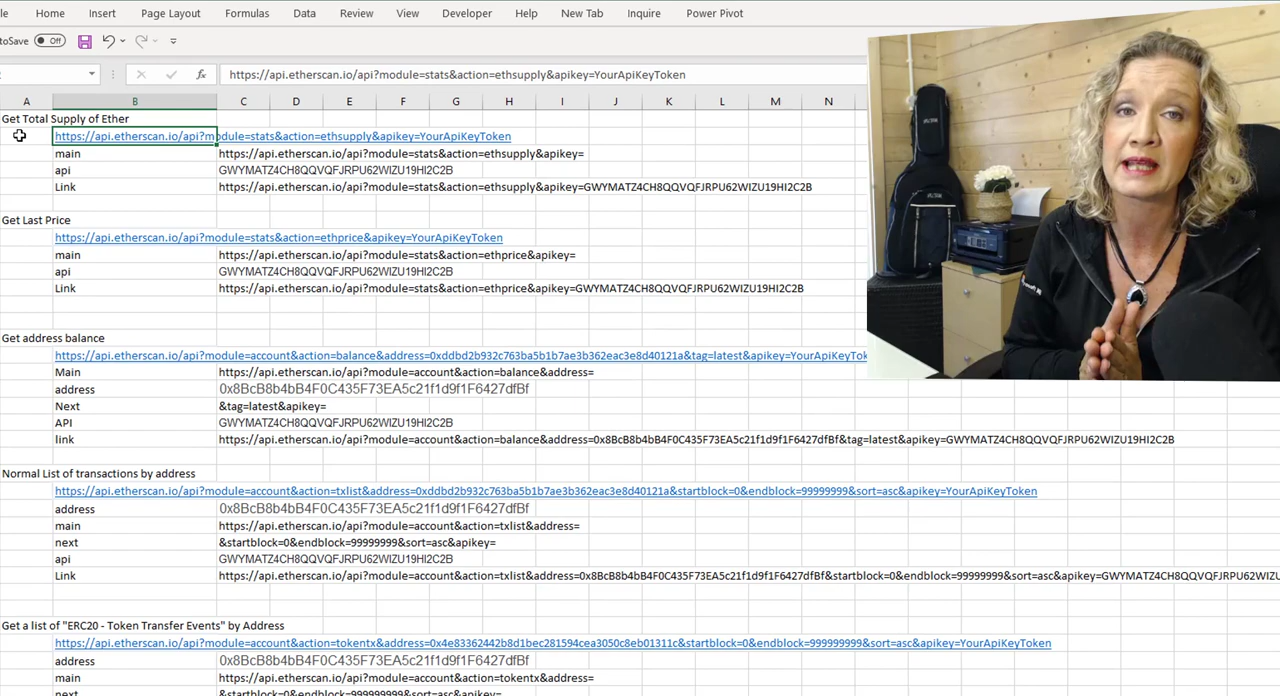 le Home Insert Page Layout Formulas Data Review View Developer Help New Tab Inquire Power Pivot
toSave Off
fx https://api.etherscan.io/api?module=stats&action=ethsupply&apikey=YourApiKeyToken
A B C D E F G H I J K L M N
Get Total Supply of Ether
https://api.etherscan.io/api?module=stats&action=ethsupply&apikey=YourApiKeyToken
main https://api.etherscan.io/api?module=stats&action=ethsupply&apikey=
api GWYMATZ4CH8QQVQFJRPU62WIZU19HI2C2B
Link https://api.etherscan.io/api?module=stats&action=ethsupply&apikey=GWYMATZ4CH8QQVQFJRPU62WIZU19HI2C2B
Get Last Price
https://api.etherscan.io/api?module=stats&action=ethprice&apikey=YourApiKeyToken
main https://api.etherscan.io/api?module=stats&action=ethprice&apikey=
api GWYMATZ4CH8QQVQFJRPU62WIZU19HI2C2B
Link https://api.etherscan.io/api?module=stats&action=ethprice&apikey=GWYMATZ4CH8QQVQFJRPU62WIZU19HI2C2B
Get address balance
https://api.etherscan.io/api?module=account&action=balance&address=0xddbd2b932c763ba5b1b7ae3b362eac3e8d40121a&tag=latest&apikey=YourApiKeyTok
Main https://api.etherscan.io/api?module=account&action=balance&address=
address 0x8BcB8b4bB4F0C435F73EA5c21f1d9f1F6427dfBf
Next &tag=latest&apikey=
API GWYMATZ4CH8QQVQFJRPU62WIZU19HI2C2B
link https://api.etherscan.io/api?module=account&action=balance&address=0x8BcB8b4bB4F0C435F73EA5c21f1d9f1F6427dfBf&tag=latest&apikey=GWYMATZ4CH8QQVQFJRPU62WIZU19HI2C2B
Normal List of transactions by address
https://api.etherscan.io/api?module=account&action=txlist&address=0xddbd2b932c763ba5b1b7ae3b362eac3e8d40121a&startblock=0&endblock=99999999&sort=asc&apikey=YourApiKeyToken
address 0x8BcB8b4bB4F0C435F73EA5c21f1d9f1F6427dfBf
main https://api.etherscan.io/api?module=account&action=txlist&address=
next &startblock=0&endblock=99999999&sort=asc&apikey=
api GWYMATZ4CH8QQVQFJRPU62WIZU19HI2C2B
Link https://api.etherscan.io/api?module=account&action=txlist&address=0x8BcB8b4bB4F0C435F73EA5c21f1d9f1F6427dfBf&startblock=0&endblock=99999999&sort=asc&apikey=GWYMATZ4CH8QQVQFJRPU62WIZU19HI2
Get a list of "ERC20 - Token Transfer Events" by Address
https://api.etherscan.io/api?module=account&action=tokentx&address=0x4e83362442b8d1bec281594cea3050c8eb01311c&startblock=0&endblock=999999999&sort=asc&apikey=YourApiKeyToken
address 0x8BcB8b4bB4F0C435F73EA5c21f1d9f1F6427dfBf
main https://api.etherscan.io/api?module=account&action=tokentx&address=
next &startblock=0&endblock=999999999&sort=asc&apikey=